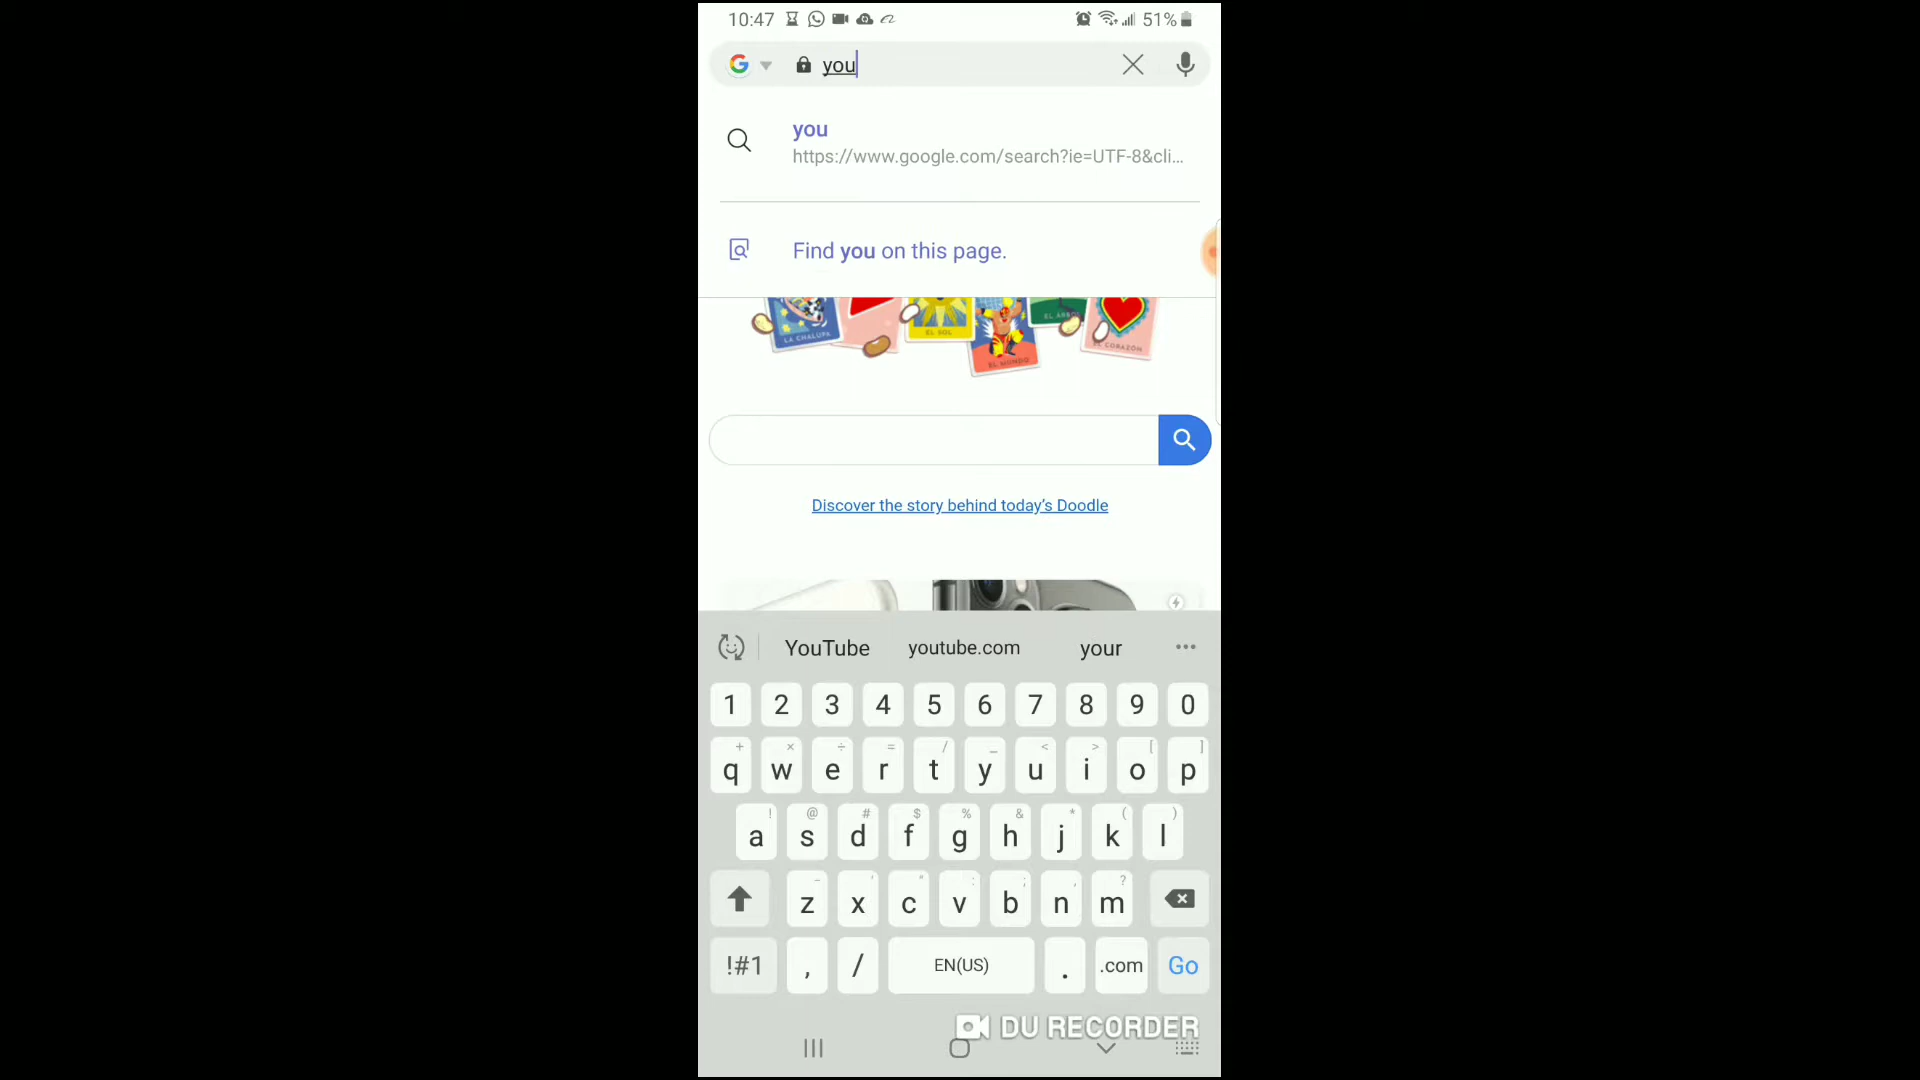 10:47 51%
you
you
https://www.google.com/search?ie=UTF-8&cli...
Find you on this page.
LA CHALUPA EL SOL EL MUNDO EL ÁRBOL EL CORAZÓN
Discover the story behind today's Doodle
YouTube youtube.com your
1 2 3 4 5 6 7 8 9 0
+ × ÷ = / _ < > [ ]
q w e r t y u i o p
! @ # $ % & * ( )
a s d f g h j k l
- ' " : ; , ?
z x c v b n m
!#1 , / EN(US) . .com Go
DU RECORDER